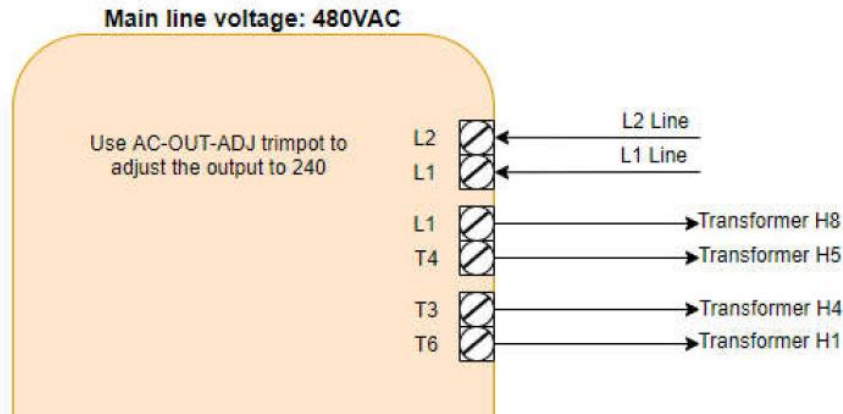 Main line voltage: 480VAC
Use AC-OUT-ADJ trimpot to
adjust the output to 240
L2
L2 Line
L1
L1 Line
L1
Transformer H8
T4
Transformer H5
T3
Transformer H4
T6
Transformer H1